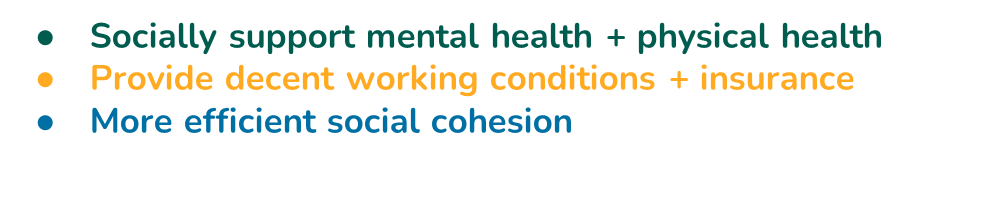 ● Socially support mental health + physical health
● Provide decent working conditions + insurance
● More efficient social cohesion